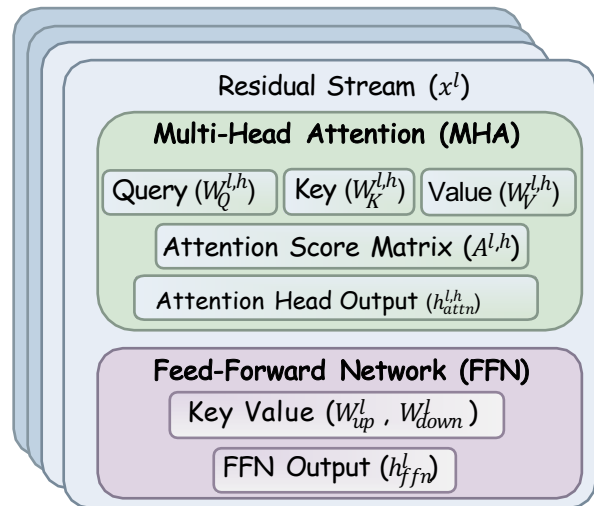 Residual Stream (x^l)
Multi-Head Attention (MHA)
Query (W_Q^{l,h}) Key (W_K^{l,h}) Value (W_V^{l,h})
Attention Score Matrix (A^{l,h})
Attention Head Output (h_{attn}^{l,h})
Feed-Forward Network (FFN)
Key Value (W_{up}^l , W_{down}^l )
FFN Output (h_{ffn}^l)